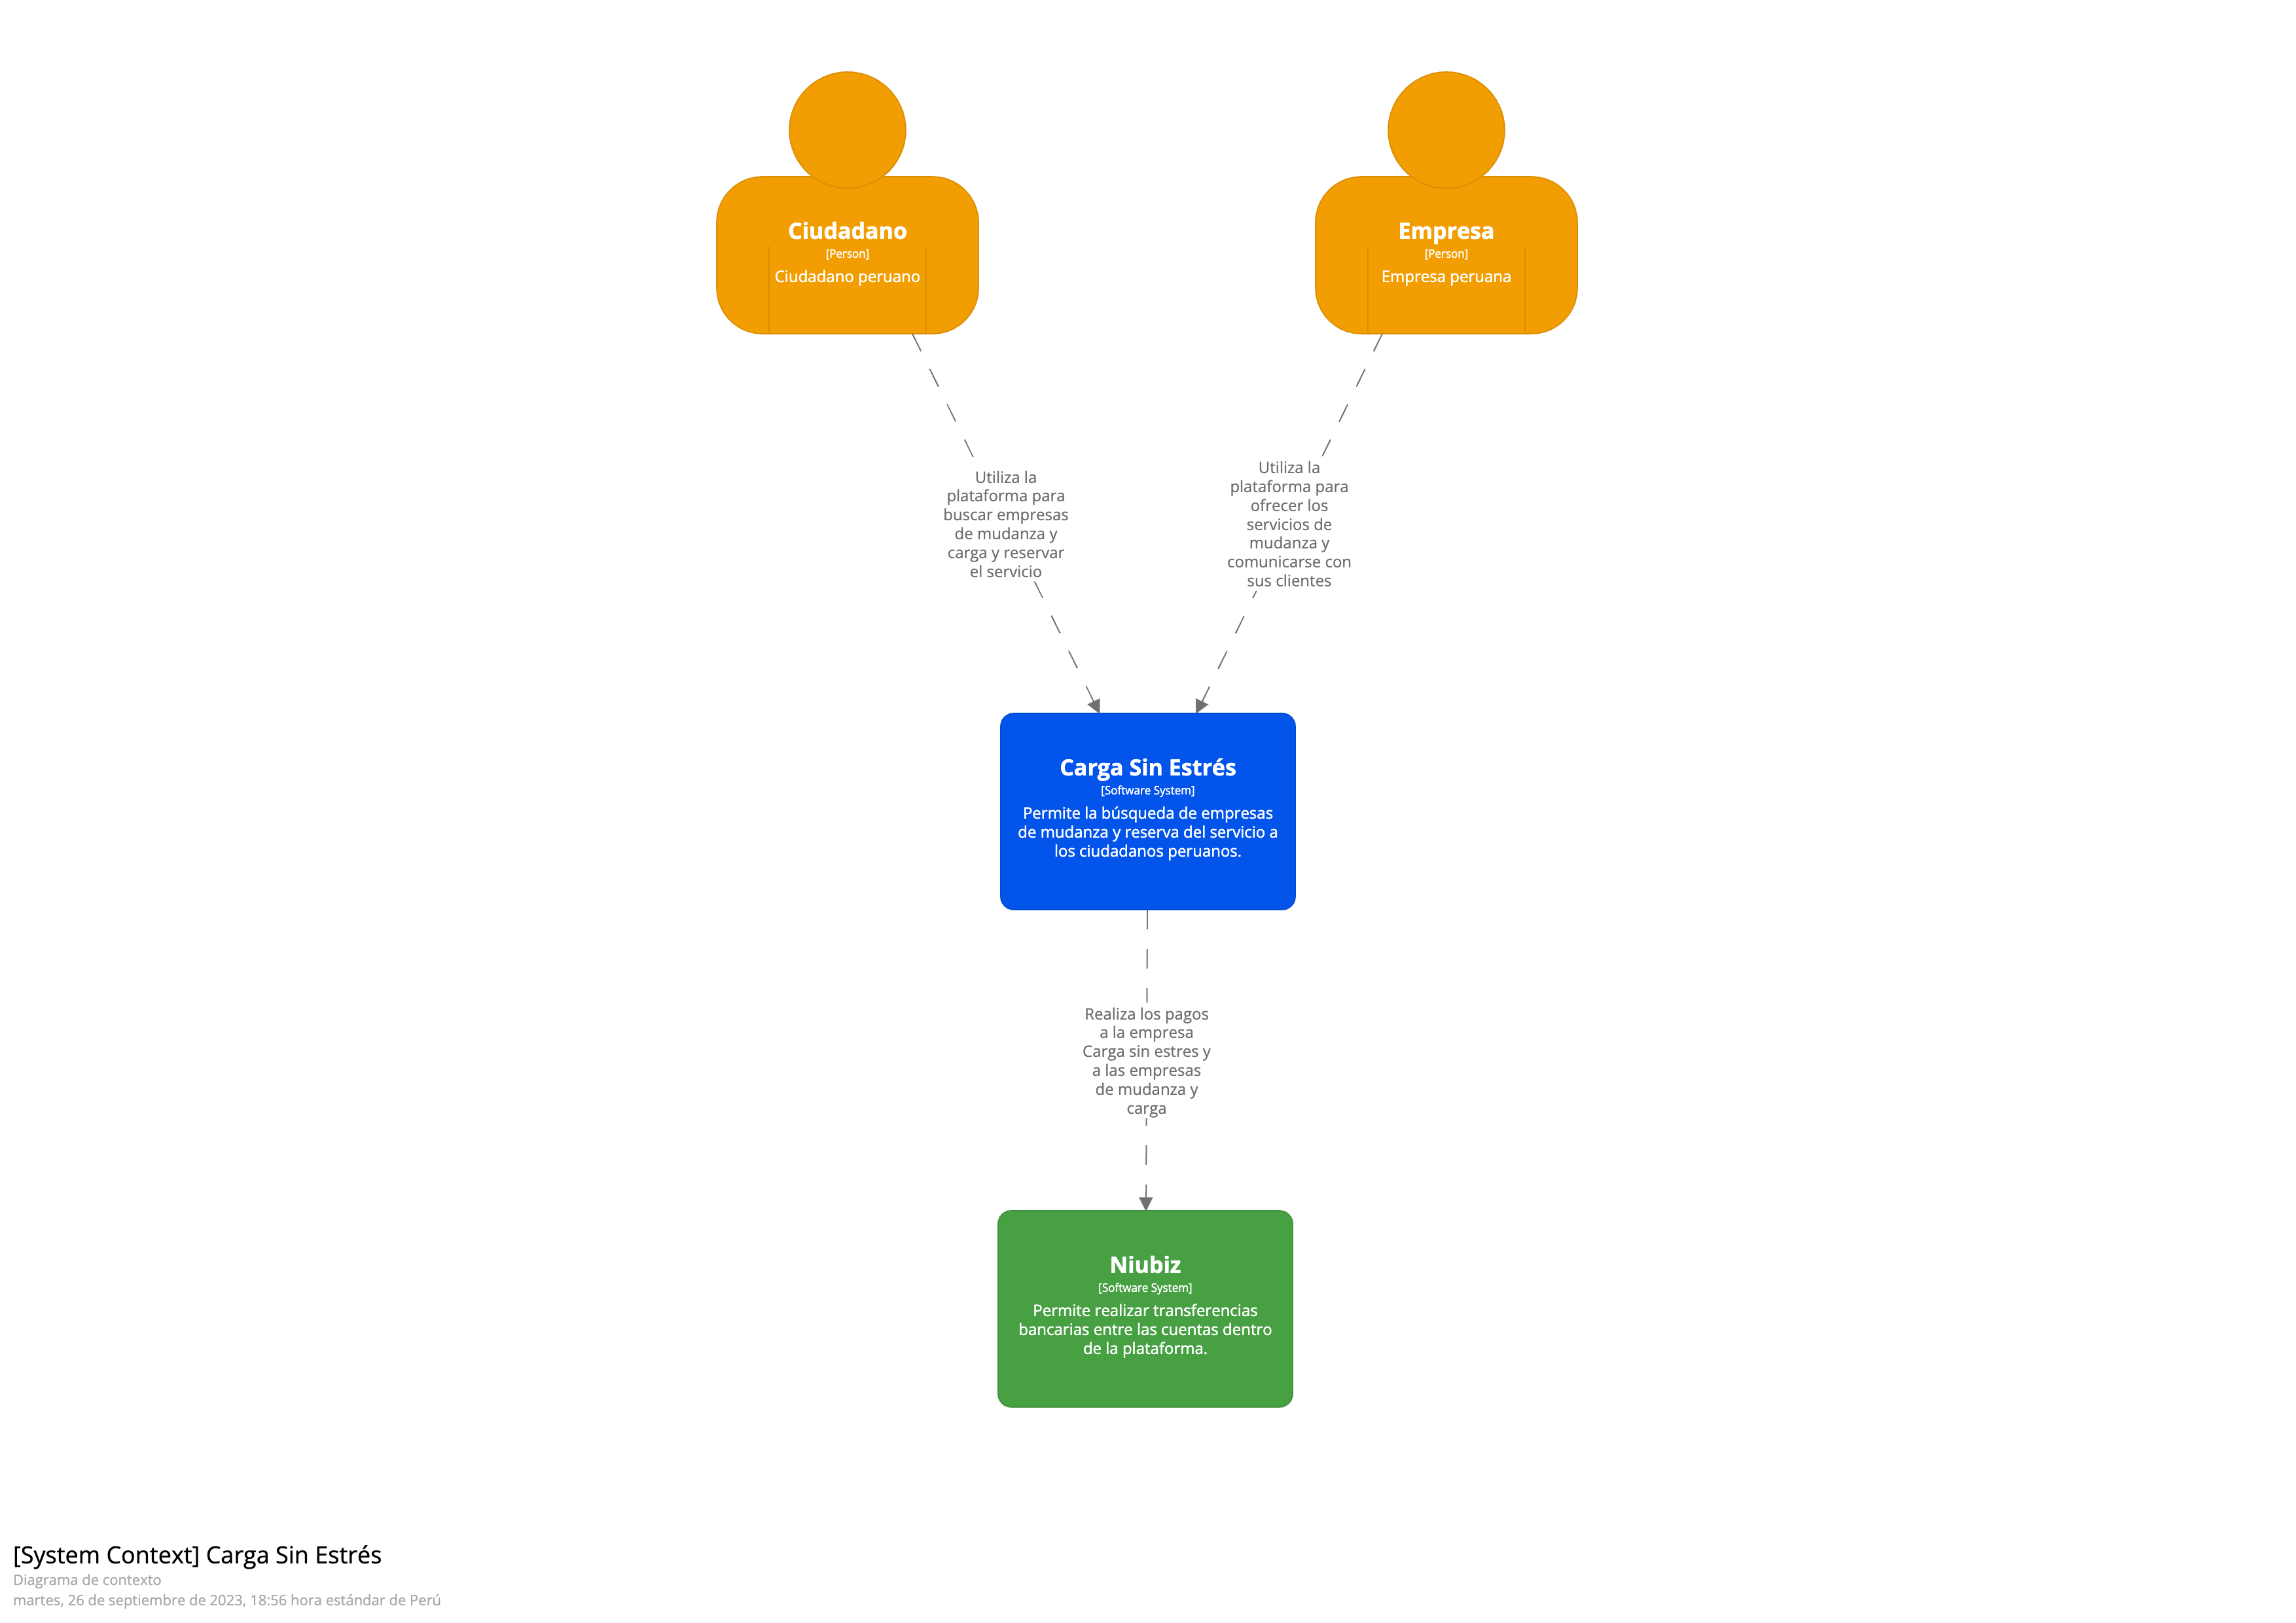 Ciudadano
[Person]
Ciudadano peruano
Empresa
[Person]
Empresa peruana
Utiliza la
plataforma para
buscar empresas
de mudanza y
carga y reservar
el servicio
Utiliza la
plataforma para
ofrecer los
servicios de
mudanza y
comunicarse con
sus clientes
Carga Sin Estrés
[Software System]
Permite la búsqueda de empresas
de mudanza y reserva del servicio a
los ciudadanos peruanos.
Realiza los pagos
a la empresa
Carga sin estres y
a las empresas
de mudanza y
carga
Niubiz
[Software System]
Permite realizar transferencias
bancarias entre las cuentas dentro
de la plataforma.
[System Context] Carga Sin Estrés
Diagrama de contexto
martes, 26 de septiembre de 2023, 18:56 hora estándar de Perú